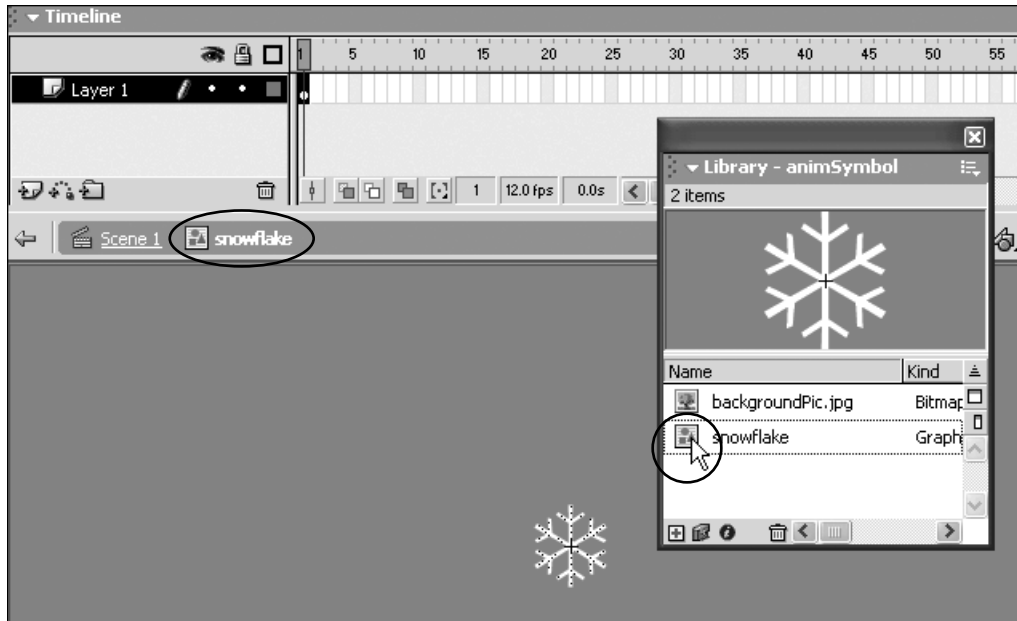 Timeline
1 5 10 15 20 25 30 35 40 45 50 55
Layer 1
1 12.0 fps 0.0s
Scene 1 snowflake
Library - animSymbol
2 items
Name Kind
backgroundPic.jpg Bitmap
snowflake Graph